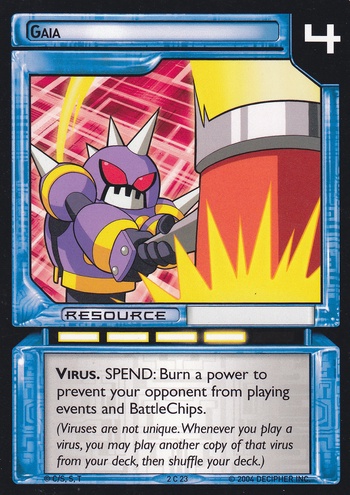 GAIA
4
RESOURCE
VIRUS. SPEND: Burn a power to
prevent your opponent from playing
events and BattleChips.
(Viruses are not unique. Whenever you play a
virus, you may play another copy of that virus
from your deck, then shuffle your deck.)
© C/S, S, T 2 C 23 © 2004 DECIPHER INC.